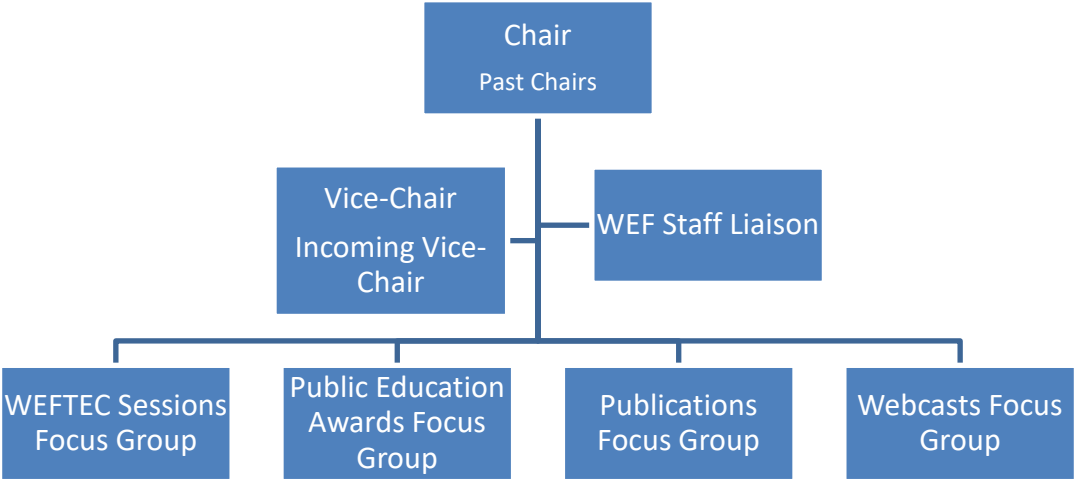 Chair
Past Chairs
Vice-Chair
Incoming Vice-
Chair
WEF Staff Liaison
WEFTEC Sessions
Focus Group
Public Education
Awards Focus
Group
Publications
Focus Group
Webcasts Focus
Group